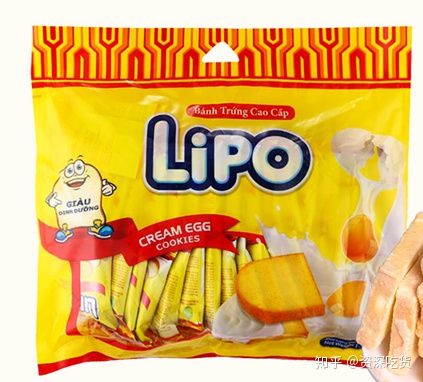 Bánh Trứng Cao Cấp
LiPO
GIÀU
DINH DƯỠNG
CREAM EGG
COOKIES
知乎 @资深吃货